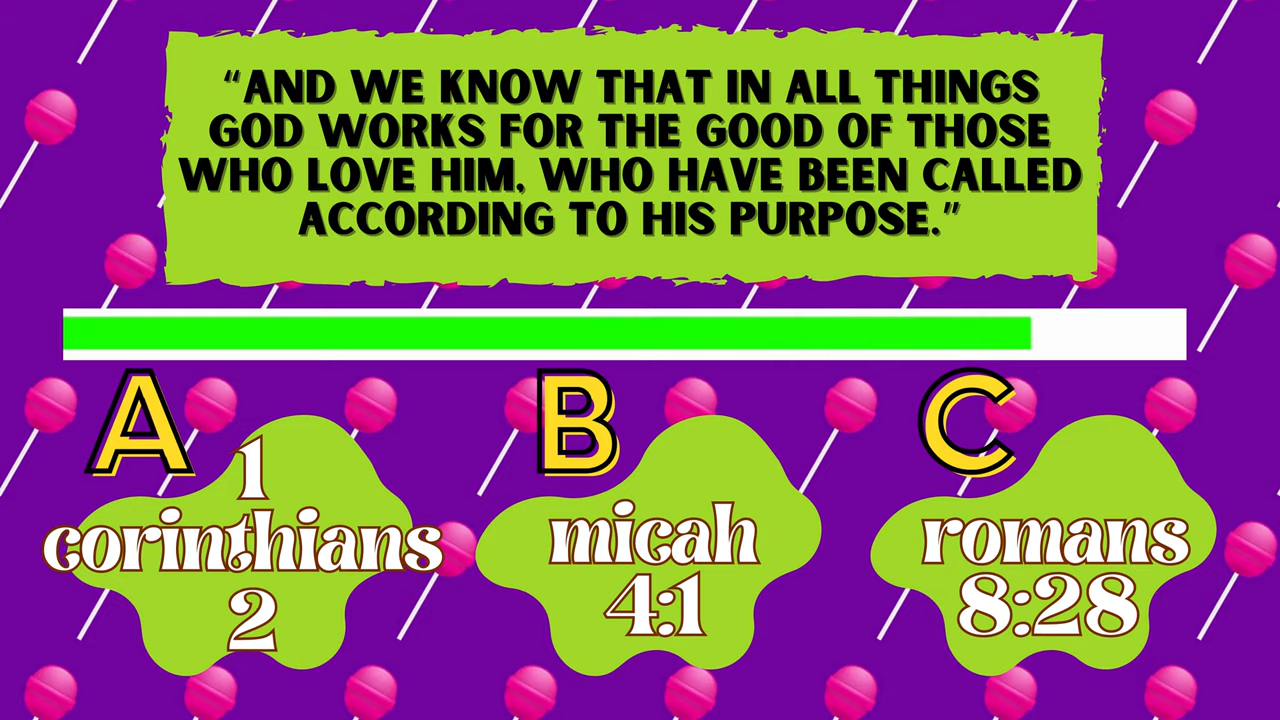 “AND WE KNOW THAT IN ALL THINGS
GOD WORKS FOR THE GOOD OF THOSE
WHO LOVE HIM, WHO HAVE BEEN CALLED
ACCORDING TO HIS PURPOSE.”
A
1
corinthians
2
B
micah
4:1
C
romans
8:28